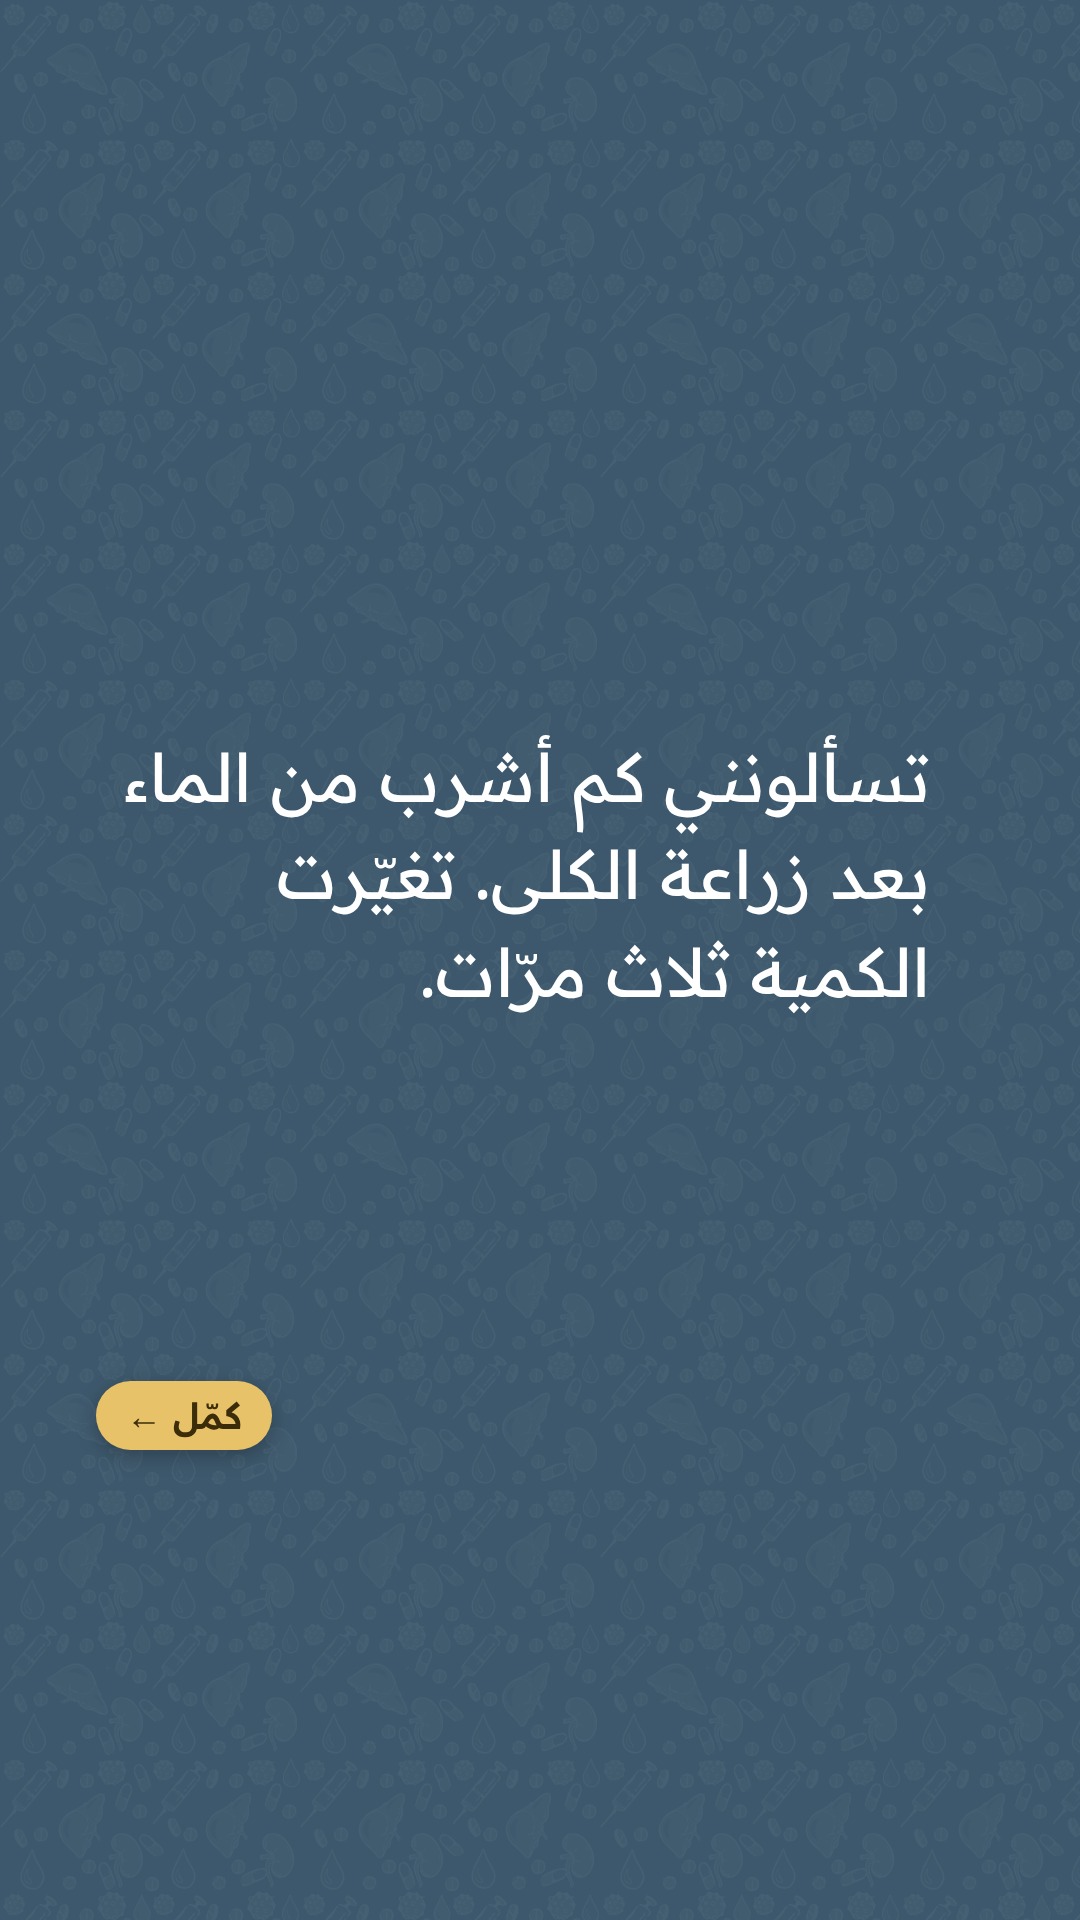 تسألونني كم أشرب من الماء
بعد زراعة الكلى. تغيّرت
الكمية ثلاث مرّات.
كمّل ←